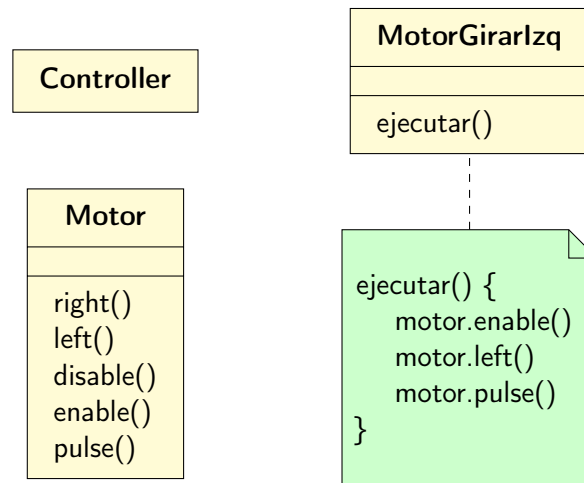 Controller
MotorGirarIzq
ejecutar()
Motor
right()
left()
disable()
enable()
pulse()
ejecutar() {
motor.enable()
motor.left()
motor.pulse()
}